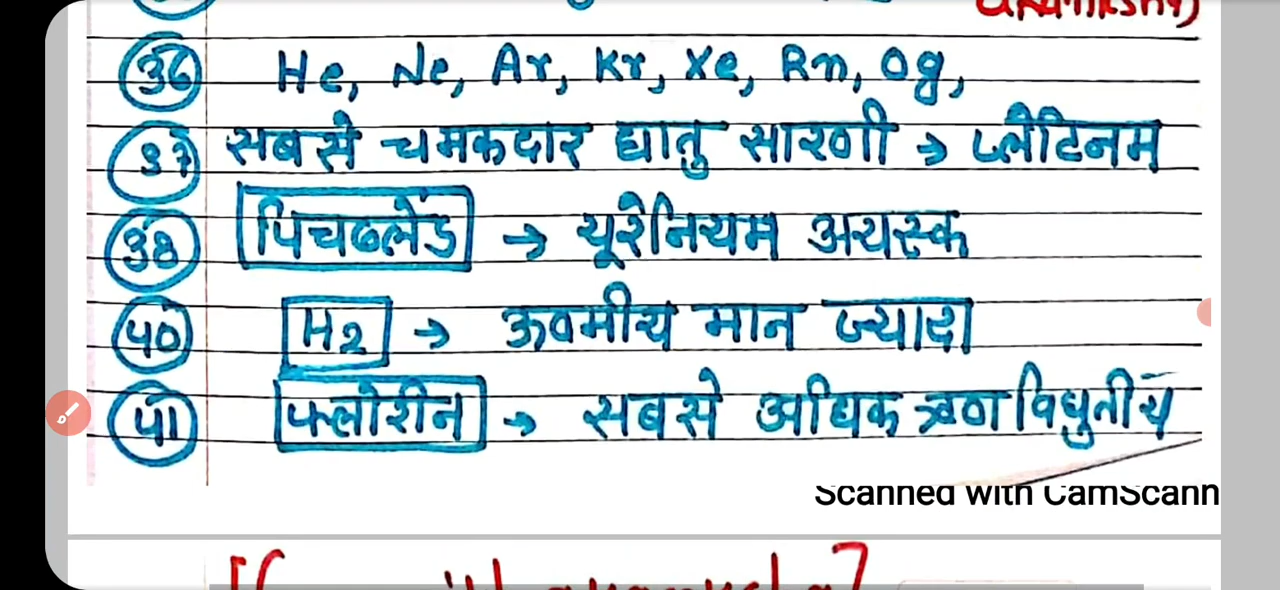 36 He, Ne, Ar, Kr, Xe, Rn, Og,
37 सबसे चमकदार धातु सारणी → प्लैटिनम
38 पिचब्लेंड → यूरेनियम अयस्क
40 H2 → ऊष्मीय मान ज्यादा
41 फ्लोरीन → सबसे अधिक ऋण विधुतीय
Scanned with CamScann